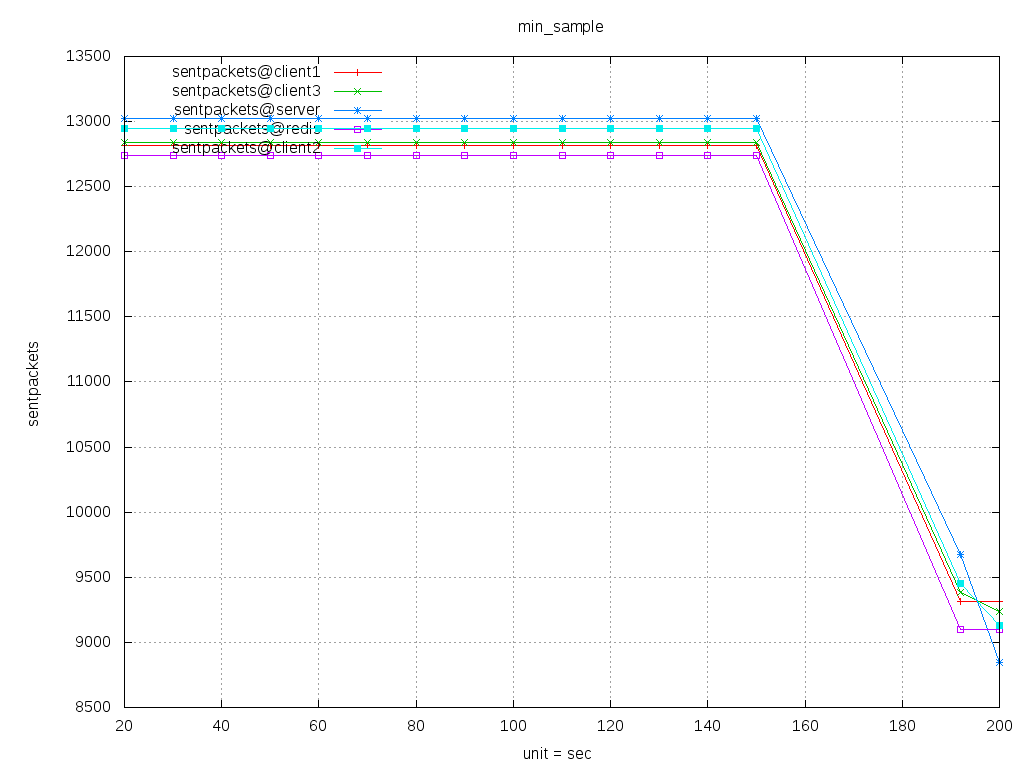 min_sample
13500
13000
12500
12000
11500
11000
10500
10000
9500
9000
8500
sentpackets
sentpackets@client1
sentpackets@client3
sentpackets@server
sentpackets@redis
sentpackets@client2
20 40 60 80 100 120 140 160 180 200
unit = sec